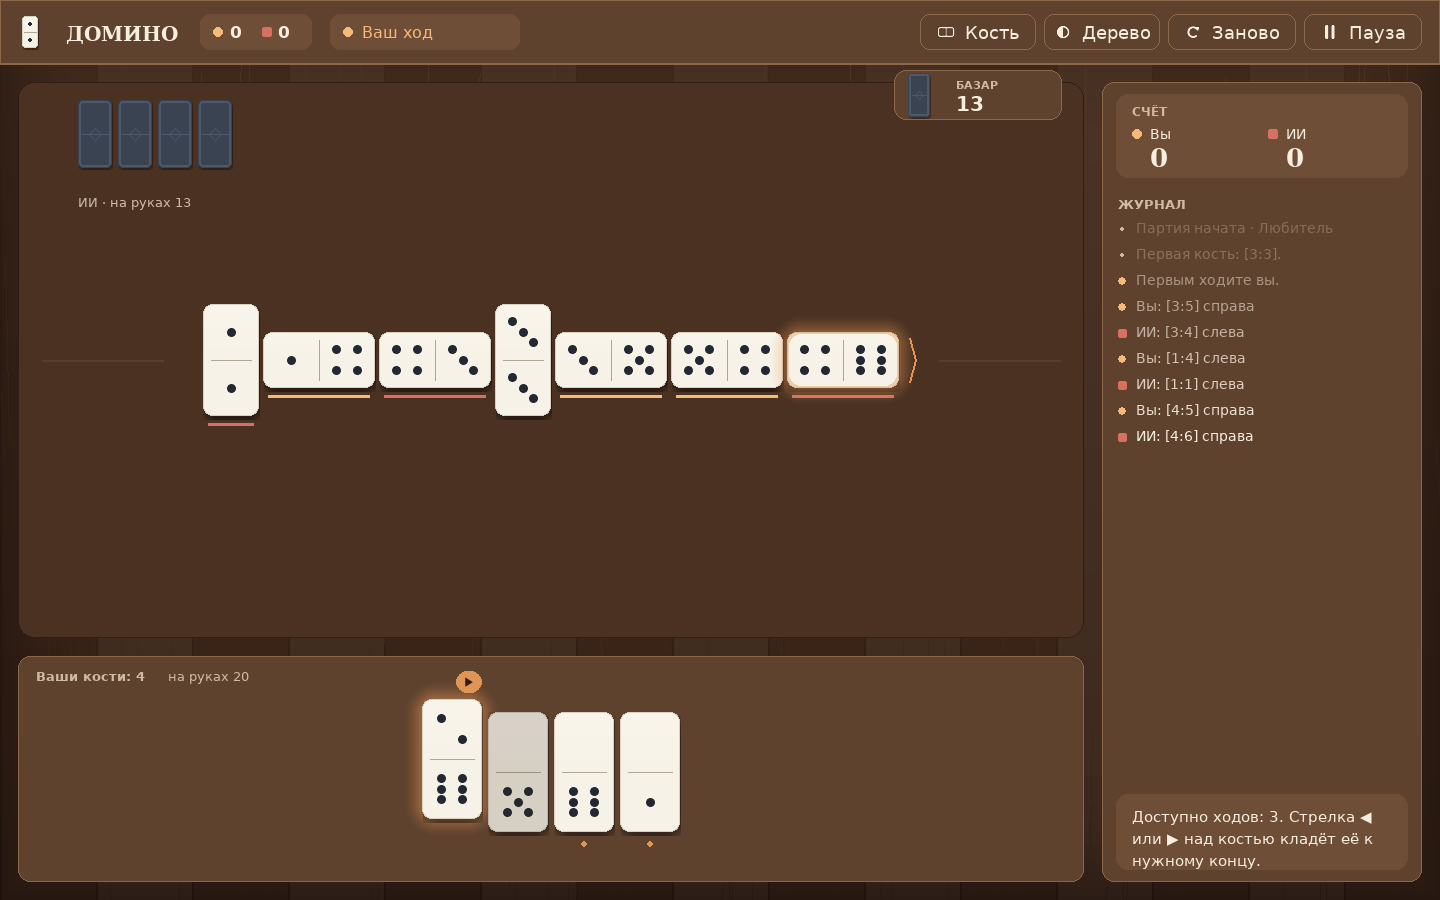 ДОМИНО
0 0
Ваш ход
Кость
Дерево
Заново
Пауза
БАЗАР
13
ИИ · на руках 13
СЧЁТ
Вы ИИ
0 0
ЖУРНАЛ
Партия начата · Любитель
Первая кость: [3:3].
Первым ходите вы.
Вы: [3:5] справа
ИИ: [3:4] слева
Вы: [1:4] слева
ИИ: [1:1] слева
Вы: [4:5] справа
ИИ: [4:6] справа
Ваши кости: 4 на руках 20
Доступно ходов: 3. Стрелка ◀
или ▶ над костью кладёт её к
нужному концу.